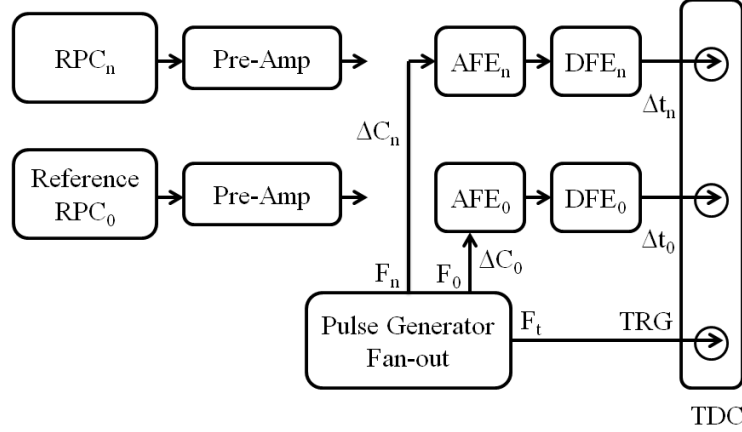 RPCn
Pre-Amp
AFEn
DFEn
Δtn
ΔCn
Reference
RPC0
Pre-Amp
AFE0
DFE0
Δt0
Fn
F0
ΔC0
Pulse Generator
Fan-out
Ft
TRG
TDC